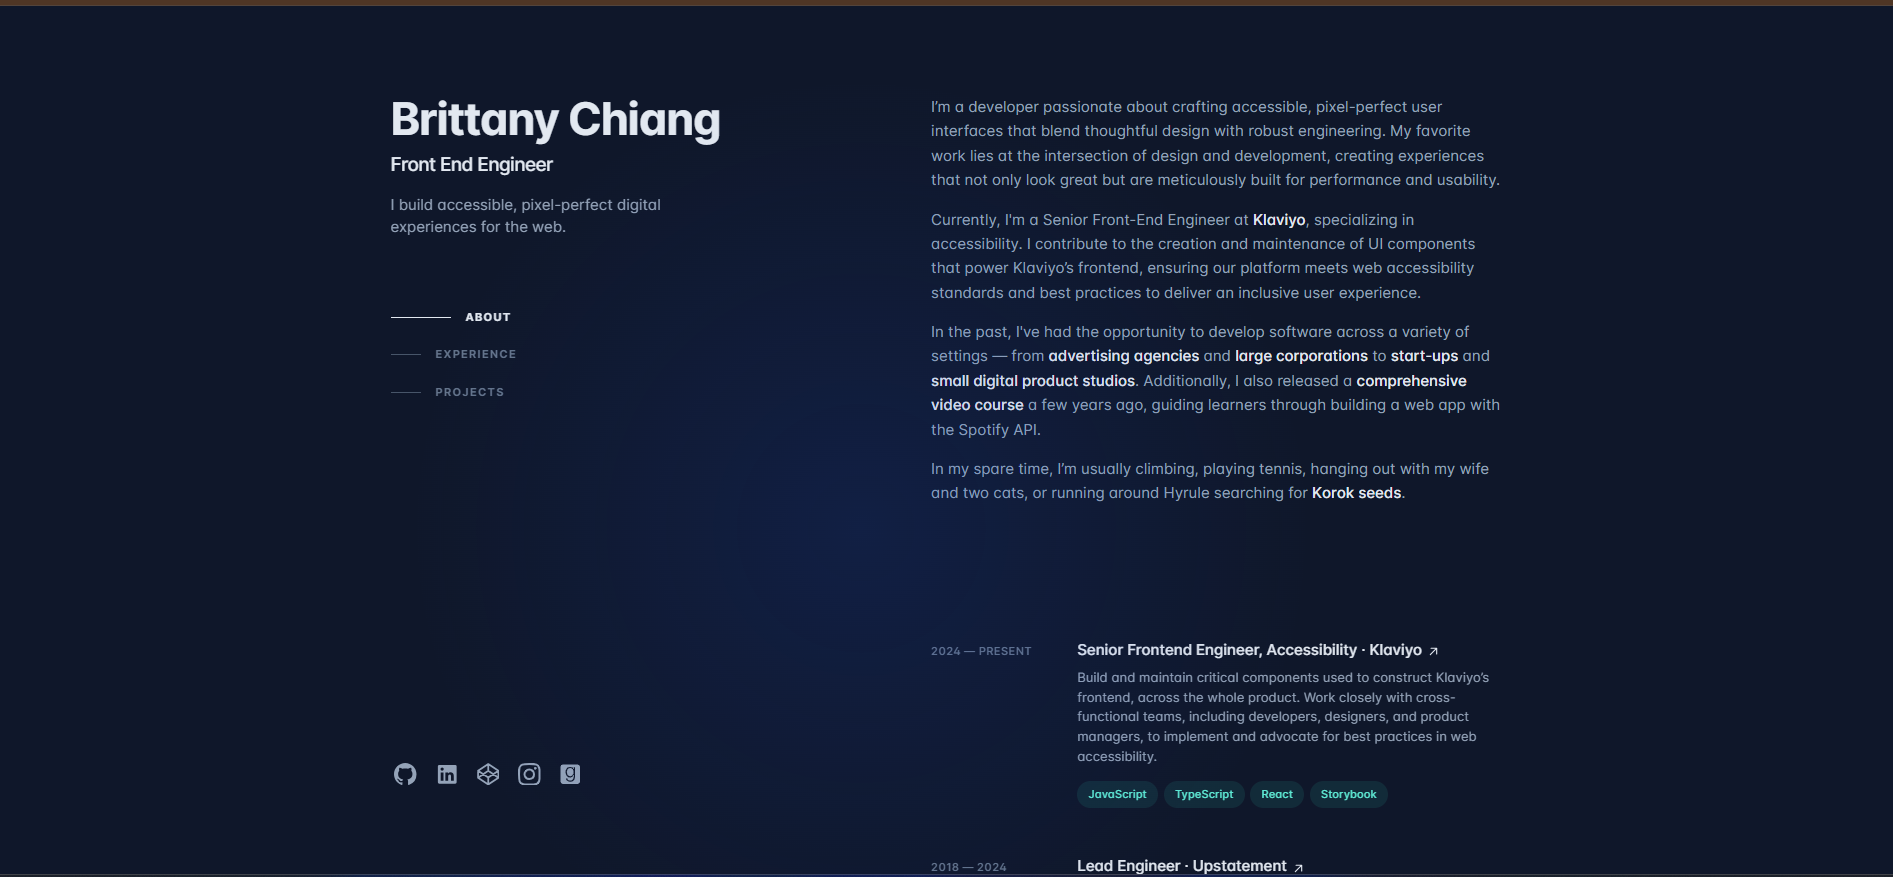 Brittany Chiang
Front End Engineer
I build accessible, pixel-perfect digital
experiences for the web.
ABOUT
EXPERIENCE
PROJECTS
I’m a developer passionate about crafting accessible, pixel-perfect user
interfaces that blend thoughtful design with robust engineering. My favorite
work lies at the intersection of design and development, creating experiences
that not only look great but are meticulously built for performance and usability.
Currently, I'm a Senior Front-End Engineer at Klaviyo, specializing in
accessibility. I contribute to the creation and maintenance of UI components
that power Klaviyo’s frontend, ensuring our platform meets web accessibility
standards and best practices to deliver an inclusive user experience.
In the past, I've had the opportunity to develop software across a variety of
settings — from advertising agencies and large corporations to start-ups and
small digital product studios. Additionally, I also released a comprehensive
video course a few years ago, guiding learners through building a web app with
the Spotify API.
In my spare time, I’m usually climbing, playing tennis, hanging out with my wife
and two cats, or running around Hyrule searching for Korok seeds.
2024 — PRESENT
Senior Frontend Engineer, Accessibility · Klaviyo
Build and maintain critical components used to construct Klaviyo’s
frontend, across the whole product. Work closely with cross-
functional teams, including developers, designers, and product
managers, to implement and advocate for best practices in web
accessibility.
JavaScript TypeScript React Storybook
2018 — 2024
Lead Engineer · Upstatement